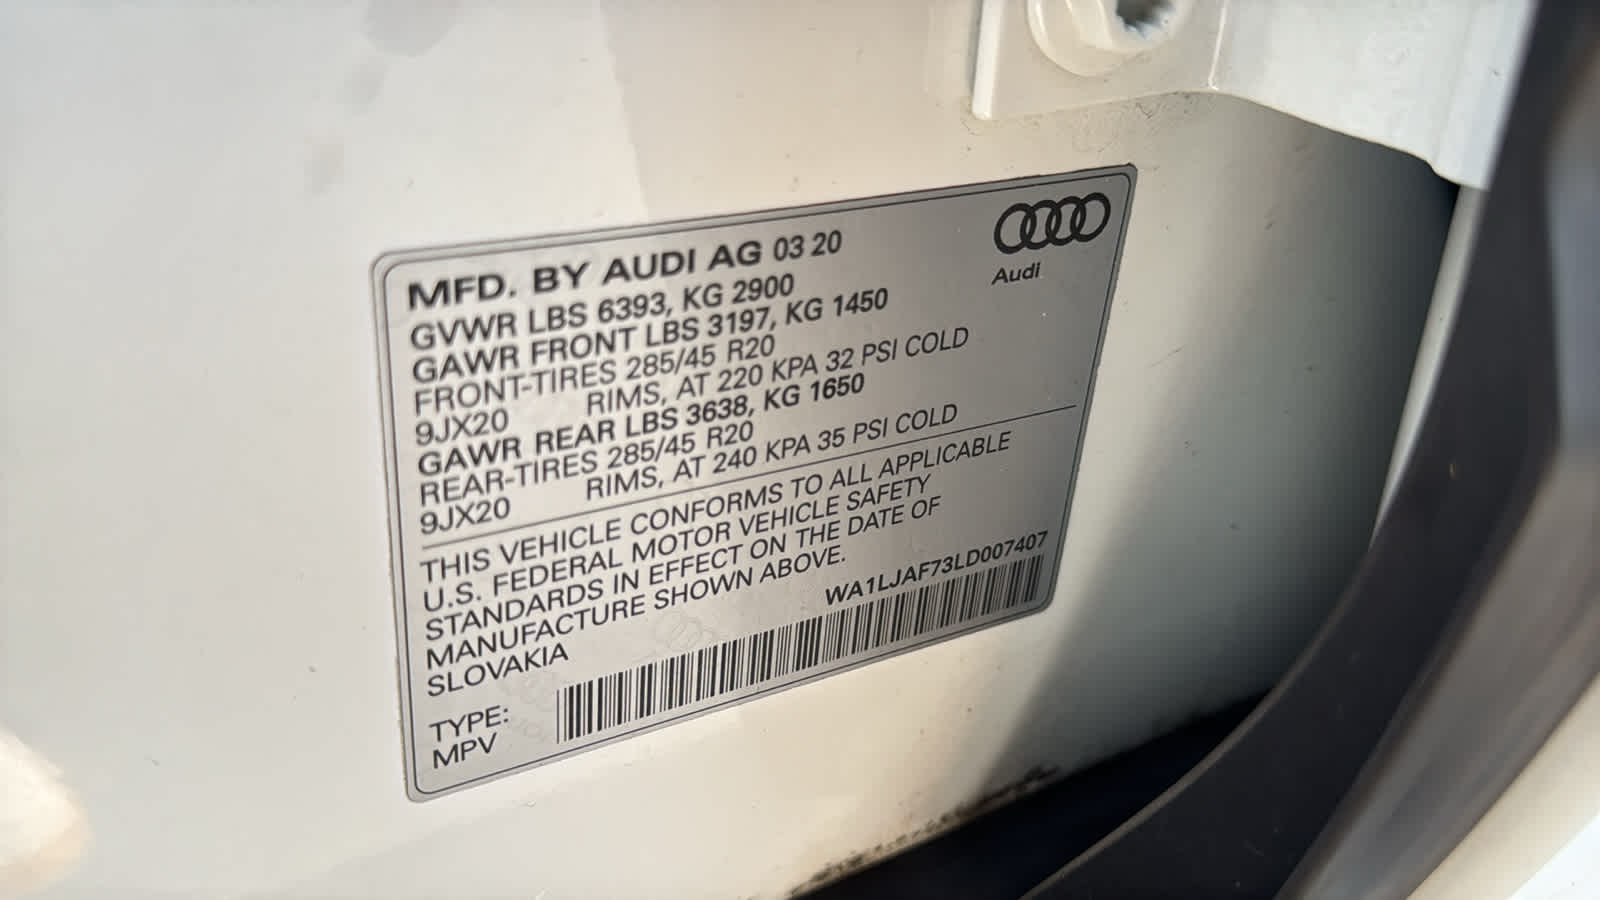 MFD. BY AUDI AG 03 20
Audi
GVWR LBS 6393, KG 2900
GAWR FRONT LBS 3197, KG 1450
FRONT-TIRES 285/45 R20
9JX20 RIMS, AT 220 KPA 32 PSI COLD
GAWR REAR LBS 3638, KG 1650
REAR-TIRES 285/45 R20
9JX20 RIMS, AT 240 KPA 35 PSI COLD
THIS VEHICLE CONFORMS TO ALL APPLICABLE
U.S. FEDERAL MOTOR VEHICLE SAFETY
STANDARDS IN EFFECT ON THE DATE OF
MANUFACTURE SHOWN ABOVE.
SLOVAKIA
WA1LJAF73LD007407
TYPE:
MPV